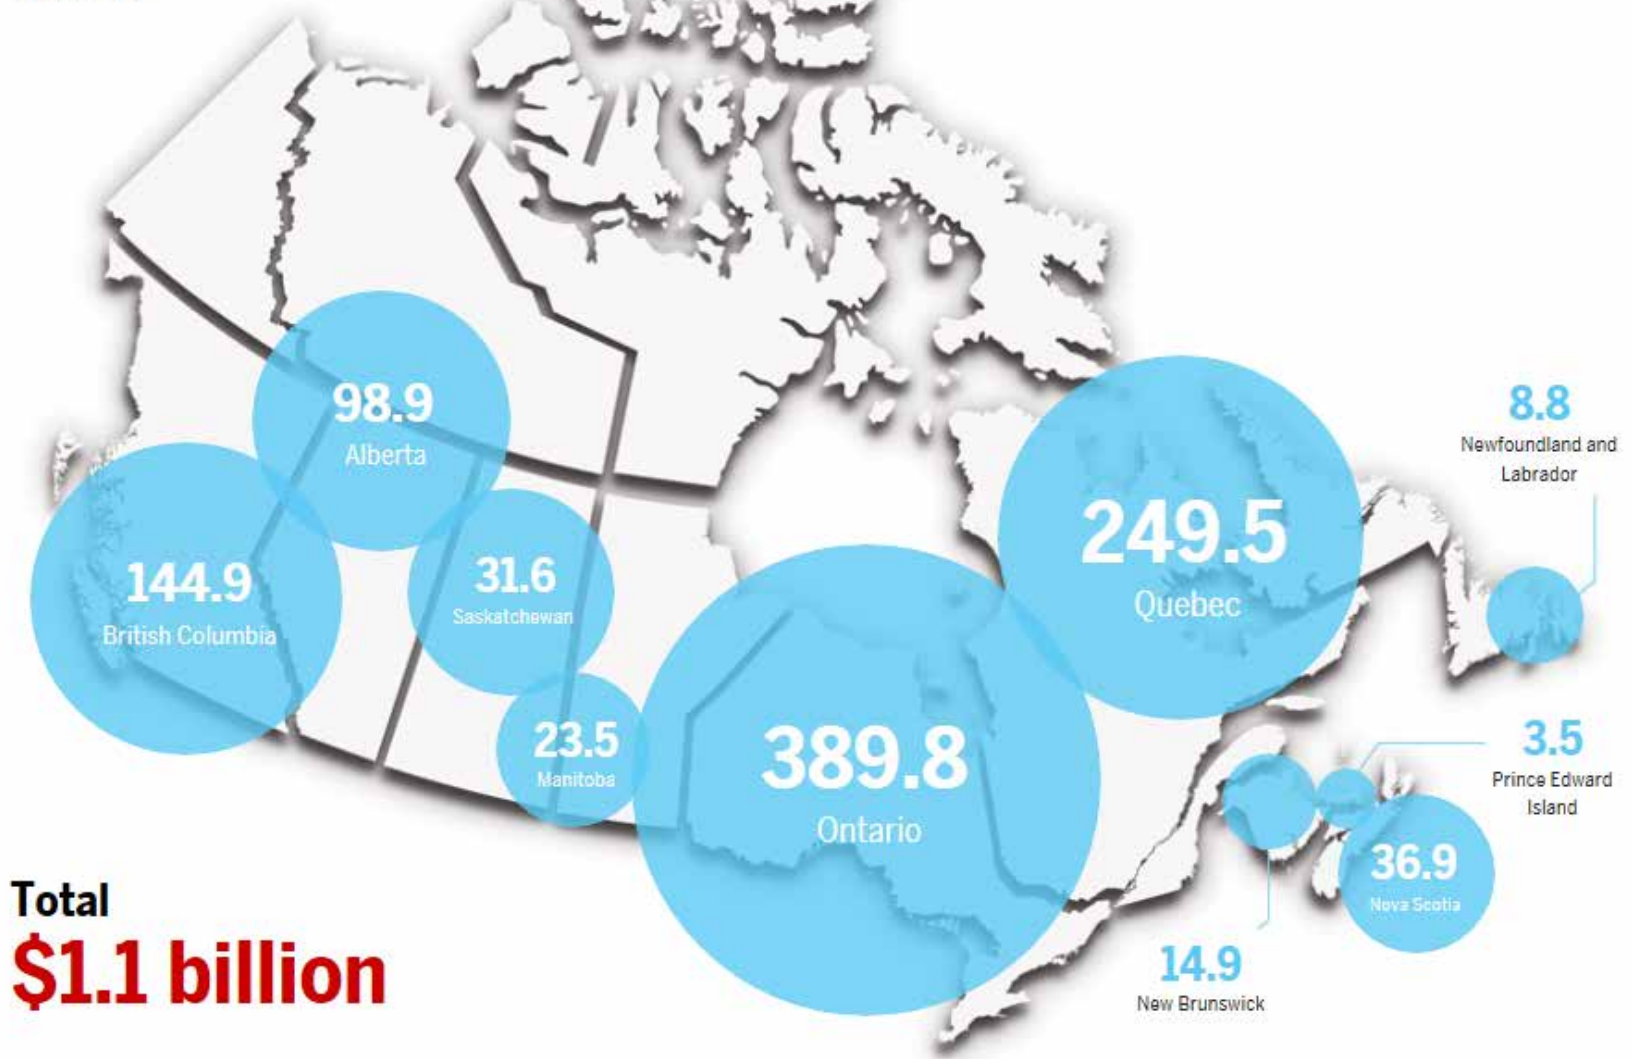 98.9
Alberta
144.9
British Columbia
31.6
Saskatchewan
23.5
Manitoba
389.8
Ontario
249.5
Quebec
8.8
Newfoundland and
Labrador
3.5
Prince Edward
Island
36.9
Nova Scotia
14.9
New Brunswick
Total
$1.1 billion